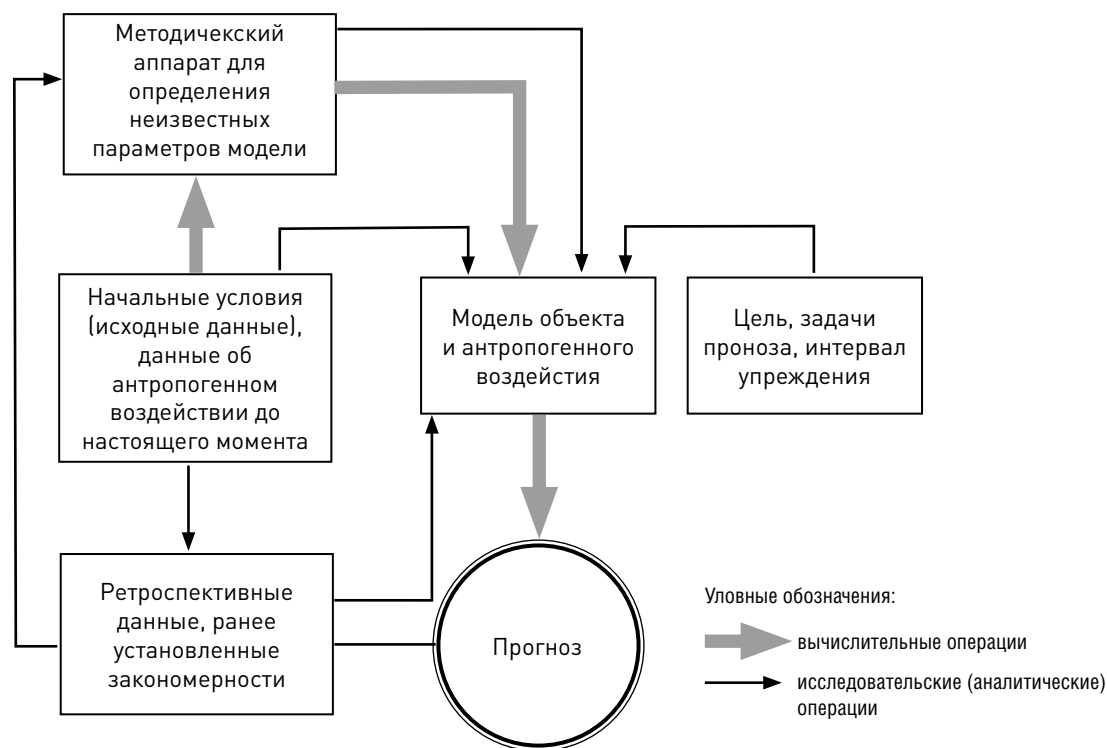 Методичекский
аппарат для
определения
неизвестных
параметров модели
Начальные условия
(исходные данные),
данные об
антропогенном
воздействии до
настоящего момента
Модель объекта
и антропогенного
воздейстия
Цель, задачи
проноза, интервал
упреждения
Ретроспективные
данные, ранее
установленные
закономерности
Прогноз
Уловные обозначения:
вычислительные операции
исследовательские (аналитические)
операции